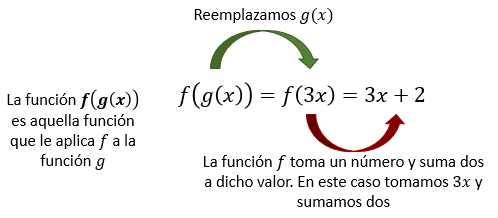 Reemplazamos g(x)
La función f(g(x))
es aquella función
que le aplica f a la
función g
f(g(x)) = f(3x) = 3x + 2
La función f toma un número y suma dos
a dicho valor. En este caso tomamos 3x y
sumamos dos